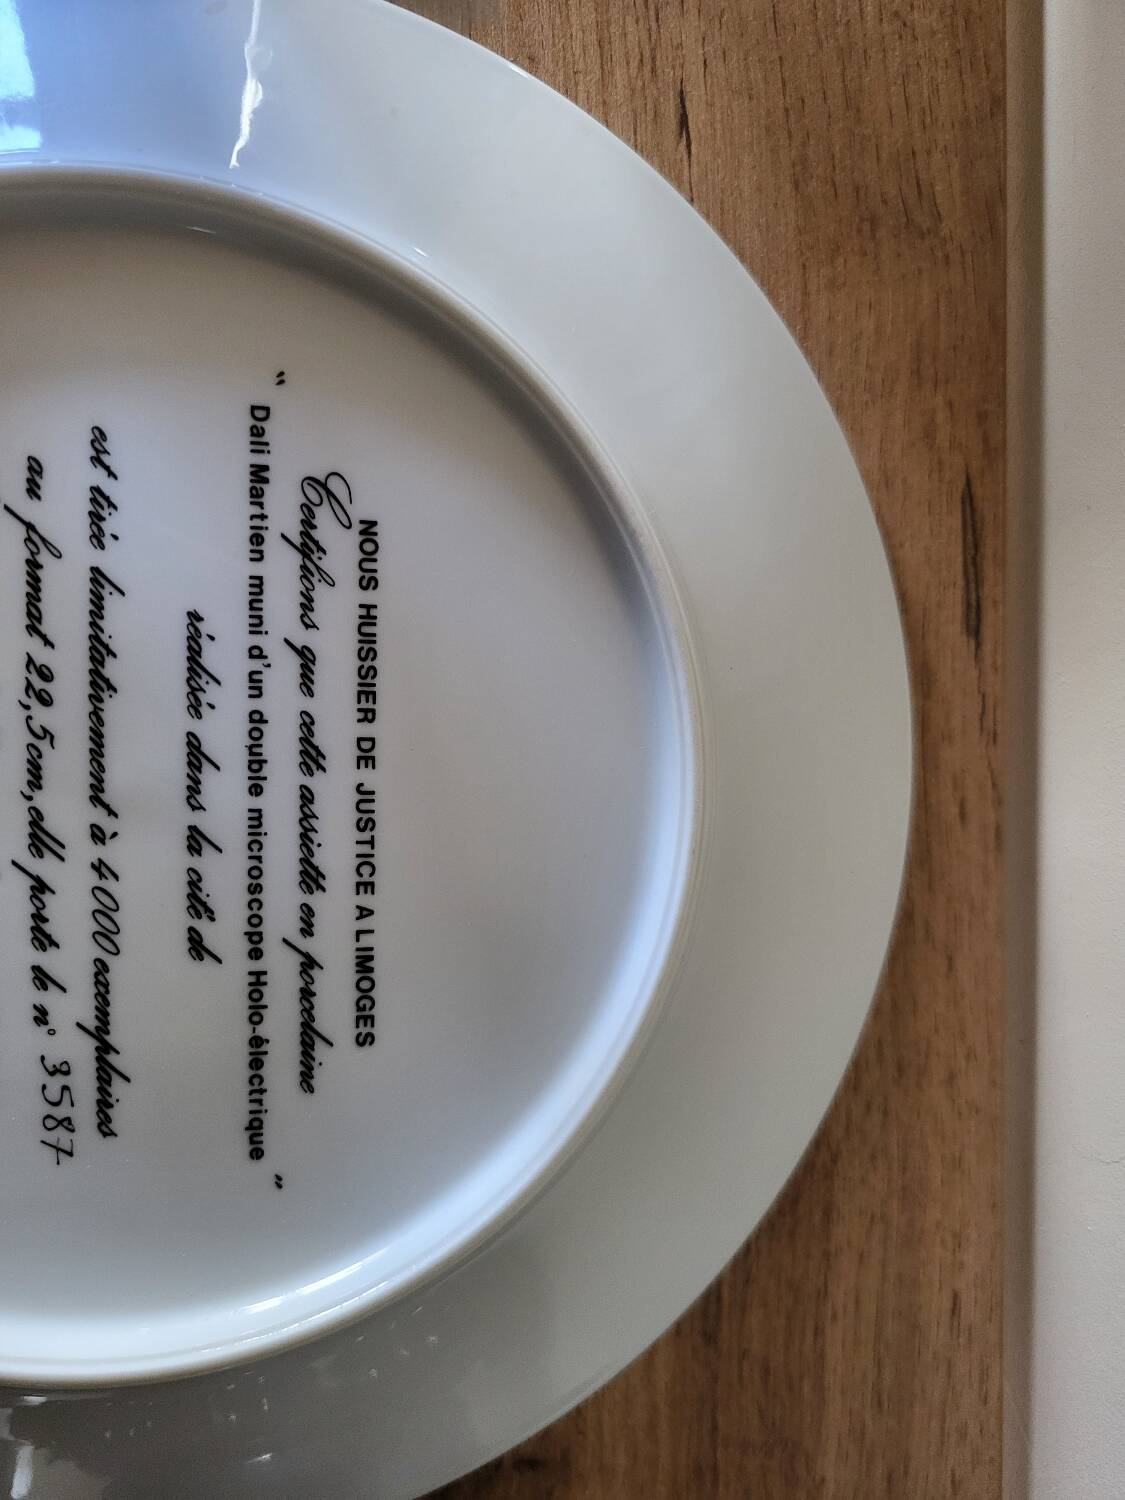 NOUS HUISSIER DE JUSTICE A LIMOGES
Certifions que cette assiette en porcelaine
" Dali Martien muni d'un double microscope Holo-électrique "
réalisée dans la cité de
est tirée limitativement à 4000 exemplaires
au format 22,5cm, elle porte le n° 3587